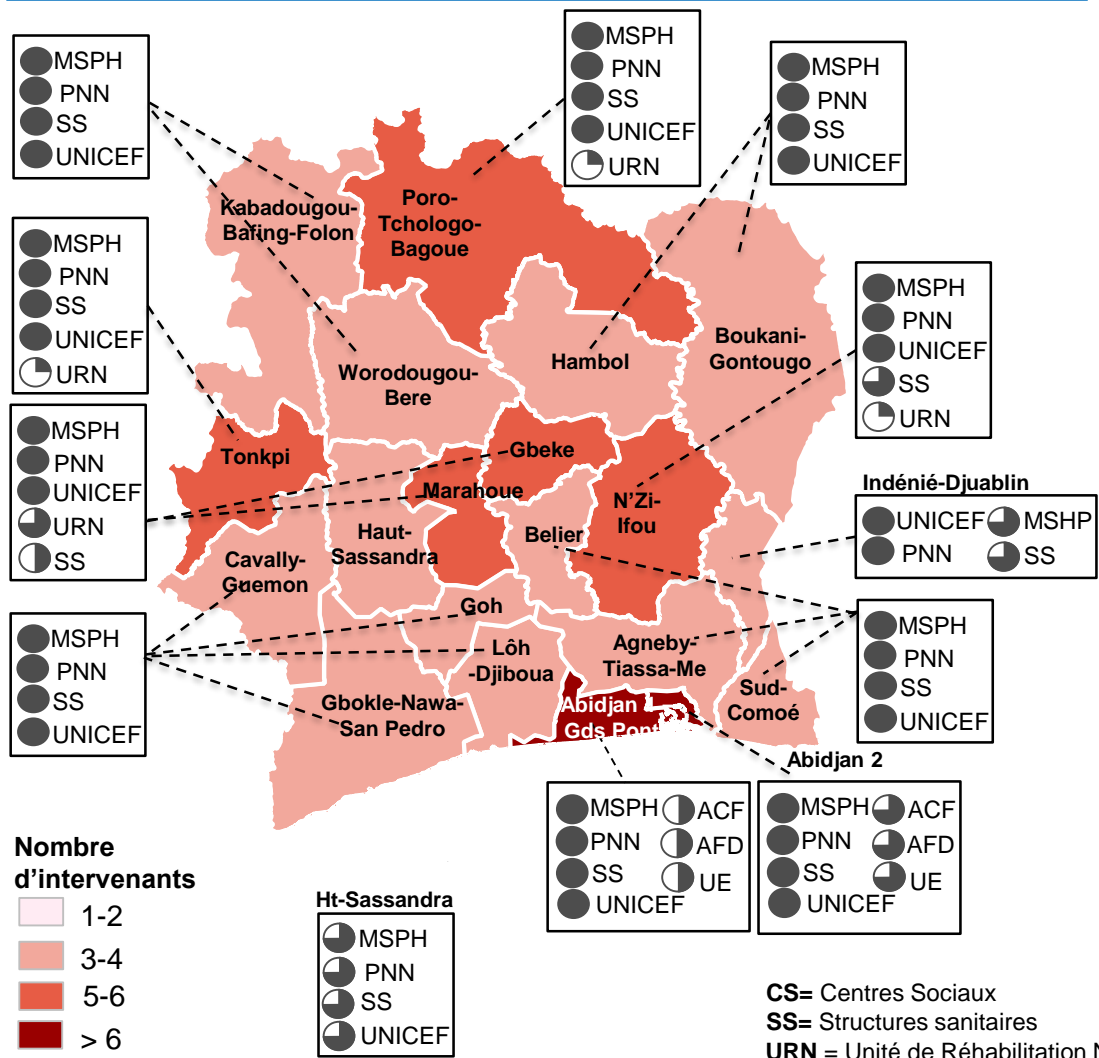 MSPH
PNN
SS
UNICEF
MSPH
PNN
SS
UNICEF
URN
MSPH
PNN
SS
UNICEF
MSPH
PNN
SS
UNICEF
URN
MSPH
PNN
UNICEF
URN
SS
MSPH
PNN
SS
UNICEF
Kabadougou-
Bafing-Folon
Poro-
Tchologo-
Bagoue
Boukani-
Gontougo
Hambol
Worodougou-
Bere
Tonkpi
Gbeke
Marahoue
N'Zi-
Ifou
Haut-
Sassandra
Belier
Cavally-
Guemon
Goh
Lôh
-Djiboua
Agneby-
Tiassa-Me
Gbokle-Nawa-
San Pedro
Sud-
Comoé
Abidjan
Gds
Abidjan 2
MSPH
PNN
UNICEF
SS
URN
Indénié-Djuablin
UNICEF MSHP
PNN SS
MSPH
PNN
SS
UNICEF
MSPH ACF
PNN AFD
SS UE
UNICEF
MSPH ACF
PNN AFD
SS UE
UNICEF
Nombre
d'intervenants
1-2
3-4
5-6
> 6
Ht-Sassandra
MSPH
PNN
SS
UNICEF
CS= Centres Sociaux
SS= Structures sanitaires
URN = Unité de Réhabilitation